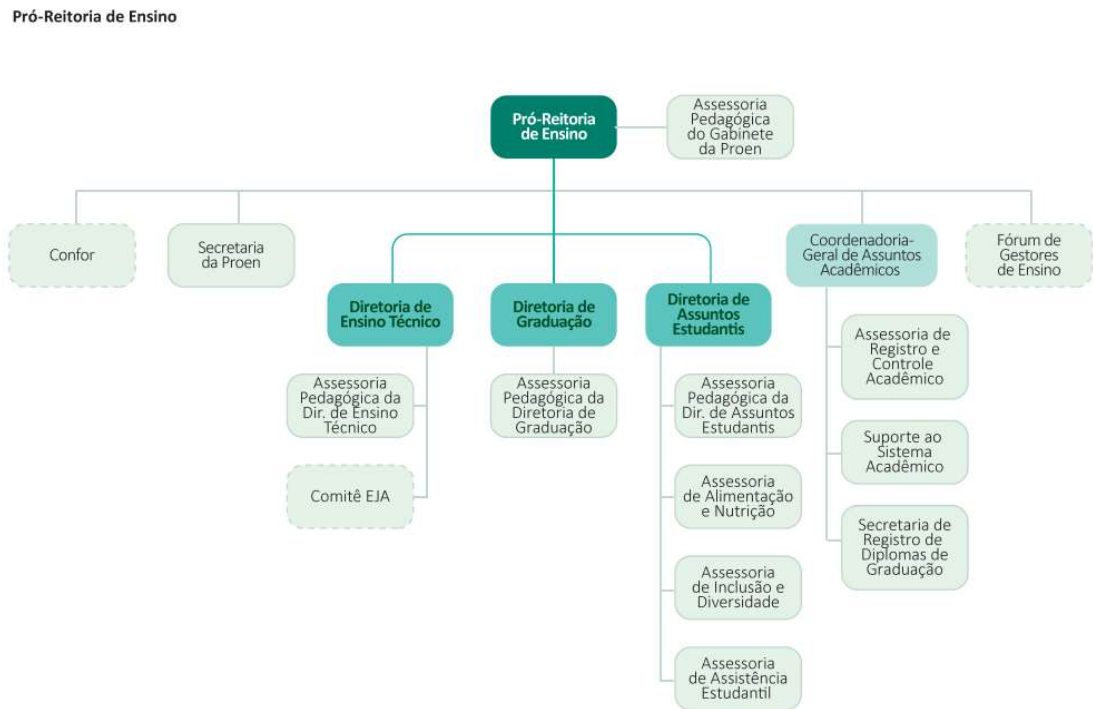 Pró-Reitoria de Ensino
Pró-Reitoria
de Ensino
Assessoria
Pedagógica
do Gabinete
da Proen
Confor
Secretaria
da Proen
Coordenadoria-
Geral de Assuntos
Acadêmicos
Fórum de
Gestores
de Ensino
Diretoria de
Ensino Técnico
Diretoria de
Graduação
Diretoria de
Assuntos
Estudantis
Assessoria
Pedagógica da
Dir. de Ensino
Técnico
Comitê EJA
Assessoria
Pedagógica da
Diretoria de
Graduação
Assessoria
Pedagógica da
Dir. de Assuntos
Estudantis
Assessoria
de Alimentação
e Nutrição
Assessoria
de Inclusão e
Diversidade
Assessoria
de Assistência
Estudantil
Assessoria de
Registro e
Controle
Acadêmico
Suporte ao
Sistema
Acadêmico
Secretaria de
Registro de
Diplomas de
Graduação